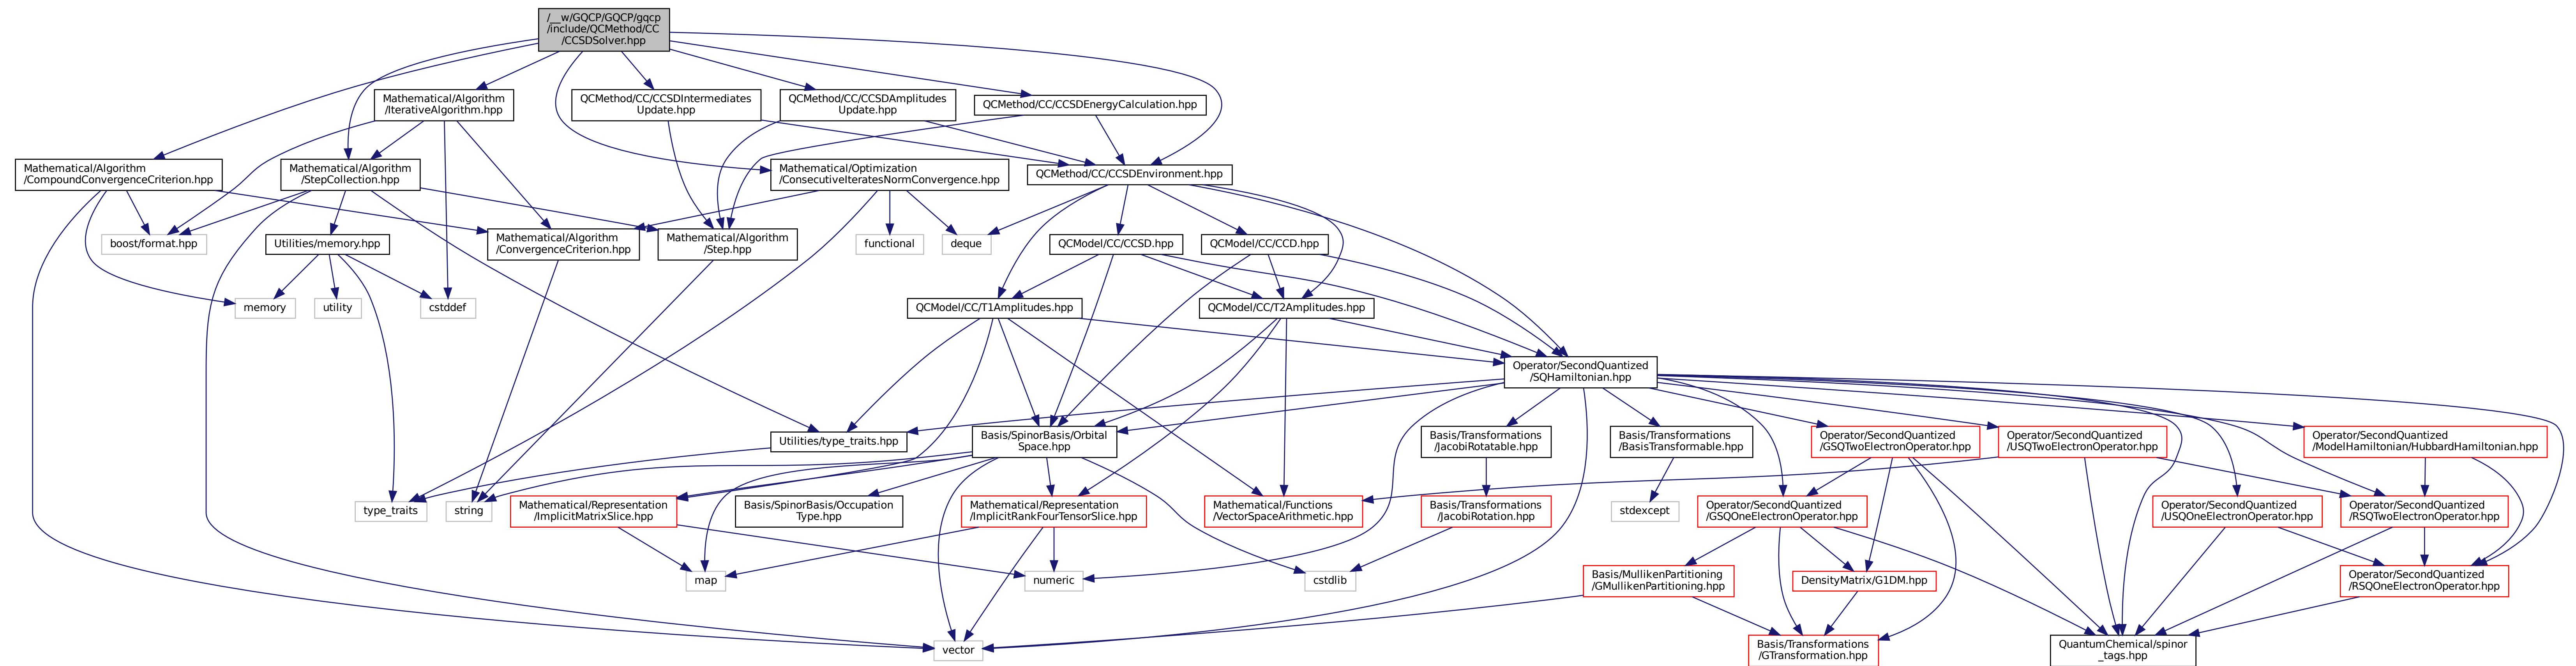 /__w/GQCP/GQCP/gqcp
/include/QCMethod/CC
/CCSDSolver.hpp
Mathematical/Algorithm
/IterativeAlgorithm.hpp
QCMethod/CC/CCSDIntermediates
Update.hpp
QCMethod/CC/CCSDAmplitudes
Update.hpp
QCMethod/CC/CCSDEnergyCalculation.hpp
Mathematical/Algorithm
/CompoundConvergenceCriterion.hpp
Mathematical/Algorithm
/StepCollection.hpp
Mathematical/Optimization
/ConsecutiveIteratesNormConvergence.hpp
QCMethod/CC/CCSDEnvironment.hpp
boost/format.hpp
Utilities/memory.hpp
Mathematical/Algorithm
/ConvergenceCriterion.hpp
Mathematical/Algorithm
/Step.hpp
functional
deque
QCModel/CC/CCSD.hpp
QCModel/CC/CCD.hpp
memory
utility
cstddef
QCModel/CC/T1Amplitudes.hpp
QCModel/CC/T2Amplitudes.hpp
Operator/SecondQuantized
/SQHamiltonian.hpp
Utilities/type_traits.hpp
Basis/SpinorBasis/Orbital
Space.hpp
Basis/Transformations
/JacobiRotatable.hpp
Basis/Transformations
/BasisTransformable.hpp
Operator/SecondQuantized
/GSQTwoElectronOperator.hpp
Operator/SecondQuantized
/USQTwoElectronOperator.hpp
Operator/SecondQuantized
/ModelHamiltonian/HubbardHamiltonian.hpp
type_traits
string
Mathematical/Representation
/ImplicitMatrixSlice.hpp
Basis/SpinorBasis/Occupation
Type.hpp
Mathematical/Representation
/ImplicitRankFourTensorSlice.hpp
Mathematical/Functions
/VectorSpaceArithmetic.hpp
Basis/Transformations
/JacobiRotation.hpp
stdexcept
Operator/SecondQuantized
/GSQOneElectronOperator.hpp
Operator/SecondQuantized
/USQOneElectronOperator.hpp
Operator/SecondQuantized
/RSQTwoElectronOperator.hpp
map
numeric
cstdlib
Basis/MullikenPartitioning
/GMullikenPartitioning.hpp
DensityMatrix/G1DM.hpp
Operator/SecondQuantized
/RSQOneElectronOperator.hpp
vector
Basis/Transformations
/GTransformation.hpp
QuantumChemical/spinor
_tags.hpp